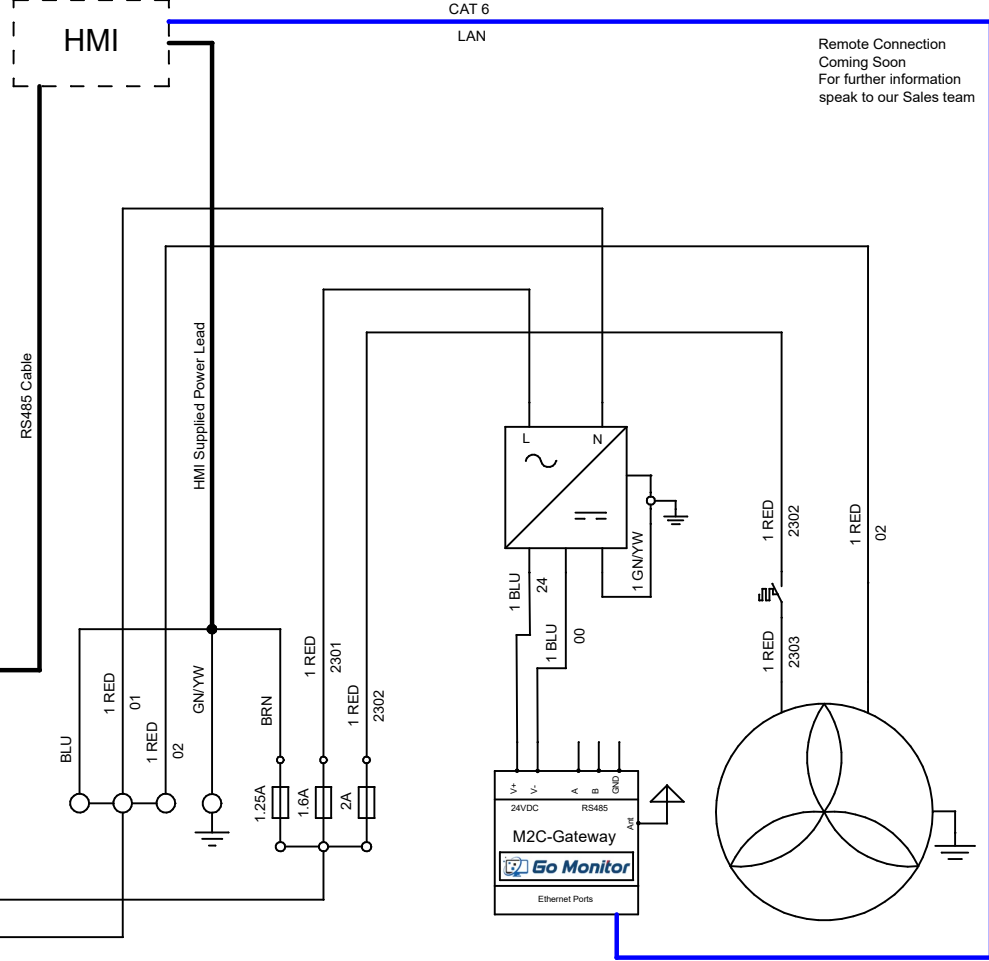 CAT 6
LAN
HMI
Remote Connection
Coming Soon
For further information
speak to our Sales team
RS485 Cable
HMI Supplied Power Lead
L
N
1 GN/YW
1 BLU
24
1 BLU
00
1 RED
2302
1 RED
02
1 RED
2303
BLU
1 RED
01
1 RED
02
GN/YW
BRN
1 RED
2301
1 RED
2302
1.25A
1.6A
2A
V+
V-
A
B
GND
24VDC
RS485
Ant
M2C-Gateway
Go Monitor
Ethernet Ports